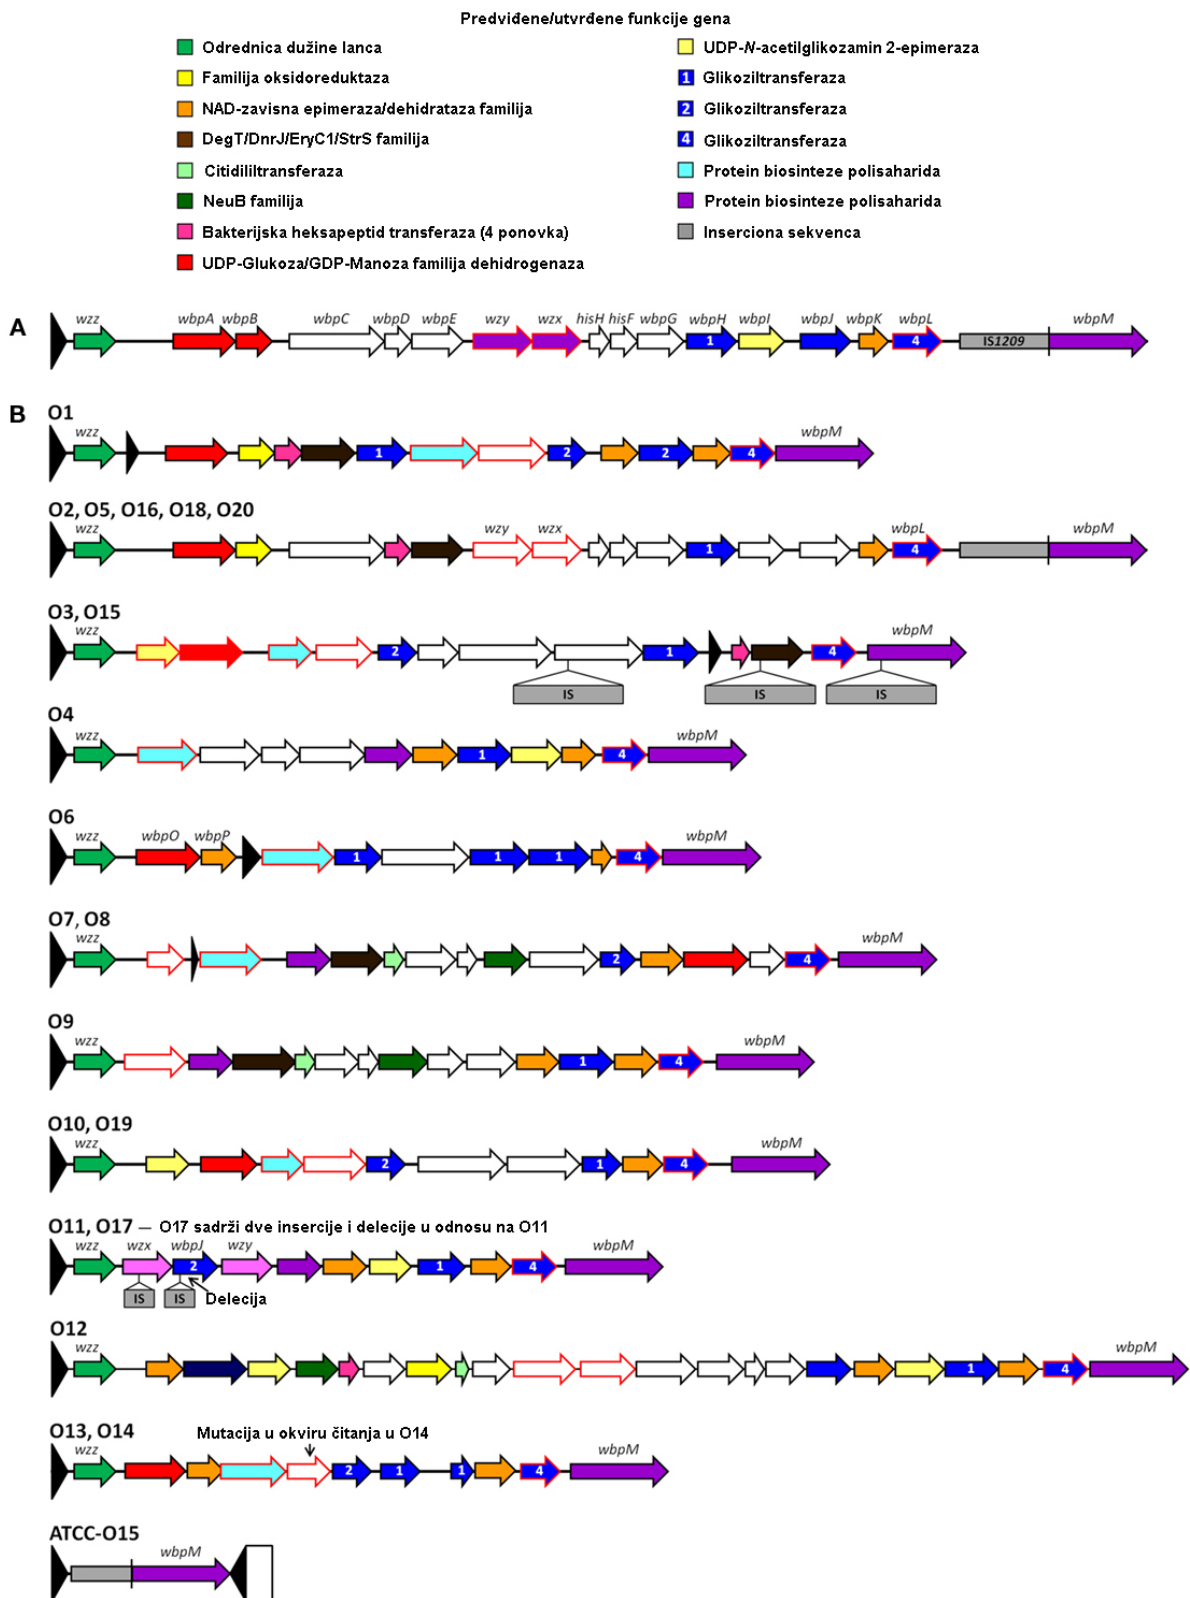 Predviđene/utvrđene funkcije gena
Odrednica dužine lanca
Familija oksidoreduktaza
NAD-zavisna epimeraza/dehidrataza familija
DegT/DnrJ/EryC1/StrS familija
Citidililtransferaza
NeuB familija
Bakterijska heksapeptid transferaza (4 ponovka)
UDP-Glukoza/GDP-Manoza familija dehidrogenaza
UDP-N-acetilglikozamin 2-epimeraza
1 Glikoziltransferaza
2 Glikoziltransferaza
4 Glikoziltransferaza
Protein biosinteze polisaharida
Protein biosinteze polisaharida
Inserciona sekvenca
A
wzz wbpA wbpB wbpC wbpD wbpE wzy wzx hisH hisF wbpG wbpH wbpI wbpJ wbpK wbpL wbpM
1 4 IS1209
B
O1
wzz wbpM
1 2 2 4
O2, O5, O16, O18, O20
wzz wzy wzx wbpL wbpM
1 4
O3, O15
wzz wbpM
2 1 4
IS IS IS
O4
wzz wbpM
1 4
O6
wzz wbpO wbpP wbpM
1 1 1 4
O7, O8
wzz wbpM
2 4
O9
wzz wbpM
1 4
O10, O19
wzz wbpM
2 1 4
O11, O17 — O17 sadrži dve insercije i delecije u odnosu na O11
wzz wzx wbpJ wzy wbpM
2 1 4
IS IS Delecija
O12
wzz wbpM
1 4
O13, O14 Mutacija u okviru čitanja u O14
wzz wbpM
2 1 1 4
ATCC-O15
wbpM